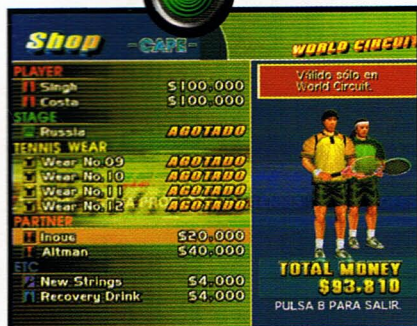 Shop -CAFE-
WORLD CIRCUIT
PLAYER
Singh $100,000
Costa $100,000
STAGE
Russia AGOTADO
TENNIS WEAR
Wear No.09 AGOTADO
Wear No.10 AGOTADO
Wear No.11 AGOTADO
Wear No.12 AGOTADO
PARTNER
Inoue $20,000
Altman $40,000
ETC
New Strings $4,000
Recovery Drink $4,000
Válido sólo en
World Circuit.
TOTAL MONEY
$93,810
PULSA B PARA SALIR.